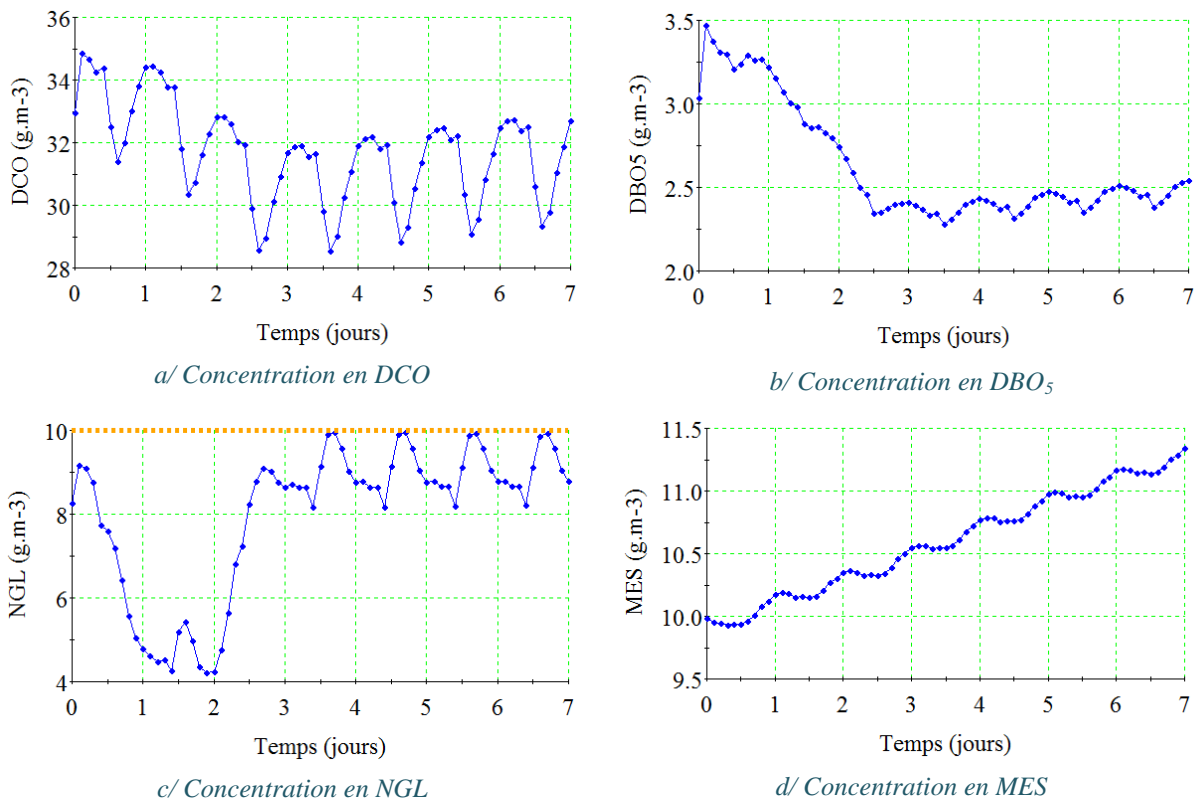 36
34
32
30
28
DCO (g.m-3)
0 1 2 3 4 5 6 7
Temps (jours)
a/ Concentration en DCO
3.5
3.0
2.5
2.0
DBO5 (g.m-3)
0 1 2 3 4 5 6 7
Temps (jours)
b/ Concentration en DBO₅
10
8
6
4
NGL (g.m-3)
0 1 2 3 4 5 6 7
Temps (jours)
c/ Concentration en NGL
11.5
11.0
10.5
10.0
9.5
MES (g.m-3)
0 1 2 3 4 5 6 7
Temps (jours)
d/ Concentration en MES